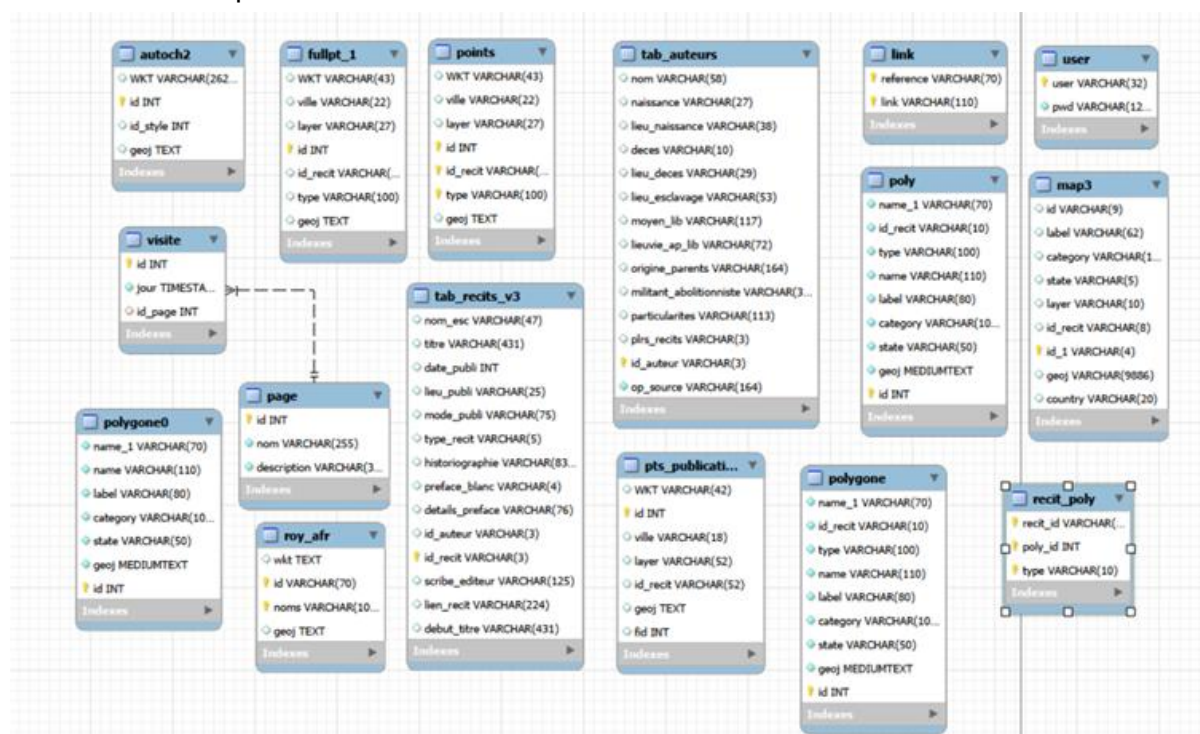 autoch2
WKT VARCHAR(262...
id INT
id_style INT
geoj TEXT
Indexes
fullpt_1
WKT VARCHAR(43)
ville VARCHAR(22)
layer VARCHAR(27)
id INT
id_recit VARCHAR(...
type VARCHAR(100)
geoj TEXT
Indexes
points
WKT VARCHAR(43)
ville VARCHAR(22)
layer VARCHAR(27)
id INT
id_recit VARCHAR(...
type VARCHAR(100)
geoj TEXT
Indexes
tab_auteurs
nom VARCHAR(58)
naissance VARCHAR(27)
lieu_naissance VARCHAR(38)
deces VARCHAR(10)
lieu_deces VARCHAR(29)
lieu_esclavage VARCHAR(53)
moyen_lib VARCHAR(117)
lieuvie_ap_lib VARCHAR(72)
origine_parents VARCHAR(164)
militant_abolitionniste VARCHAR(3...
particularites VARCHAR(113)
plrs_recits VARCHAR(3)
id_auteur VARCHAR(3)
op_source VARCHAR(164)
Indexes
link
reference VARCHAR(70)
link VARCHAR(110)
Indexes
user
user VARCHAR(32)
pwd VARCHAR(12...
Indexes
visite
id INT
jour TIMESTA...
id_page INT
Indexes
tab_recits_v3
nom_esc VARCHAR(47)
titre VARCHAR(431)
date_publi INT
lieu_publi VARCHAR(25)
mode_publi VARCHAR(75)
type_recit VARCHAR(5)
historiographie VARCHAR(83...
preface_blanc VARCHAR(4)
details_preface VARCHAR(76)
id_auteur VARCHAR(3)
id_recit VARCHAR(3)
scribe_editeur VARCHAR(125)
lien_recit VARCHAR(224)
debut_titre VARCHAR(431)
Indexes
poly
name_1 VARCHAR(70)
id_recit VARCHAR(10)
type VARCHAR(100)
name VARCHAR(110)
label VARCHAR(80)
category VARCHAR(10...
state VARCHAR(50)
geoj MEDIUMTEXT
id INT
Indexes
map3
id VARCHAR(9)
label VARCHAR(62)
category VARCHAR(1...
state VARCHAR(5)
layer VARCHAR(10)
id_recit VARCHAR(8)
id_1 VARCHAR(4)
geoj VARCHAR(9886)
country VARCHAR(20)
Indexes
page
id INT
nom VARCHAR(255)
description VARCHAR(3...
Indexes
polygone0
name_1 VARCHAR(70)
name VARCHAR(110)
label VARCHAR(80)
category VARCHAR(10...
state VARCHAR(50)
geoj MEDIUMTEXT
id INT
Indexes
roy_afr
wkt TEXT
id VARCHAR(70)
noms VARCHAR(10...
geoj TEXT
Indexes
pts_publicati...
WKT VARCHAR(42)
id INT
ville VARCHAR(18)
layer VARCHAR(52)
id_recit VARCHAR(52)
geoj TEXT
fid INT
Indexes
polygone
name_1 VARCHAR(70)
id_recit VARCHAR(10)
type VARCHAR(100)
name VARCHAR(110)
label VARCHAR(80)
category VARCHAR(10...
state VARCHAR(50)
geoj MEDIUMTEXT
id INT
Indexes
recit_poly
recit_id VARCHAR(...
poly_id INT
type VARCHAR(10)
Indexes